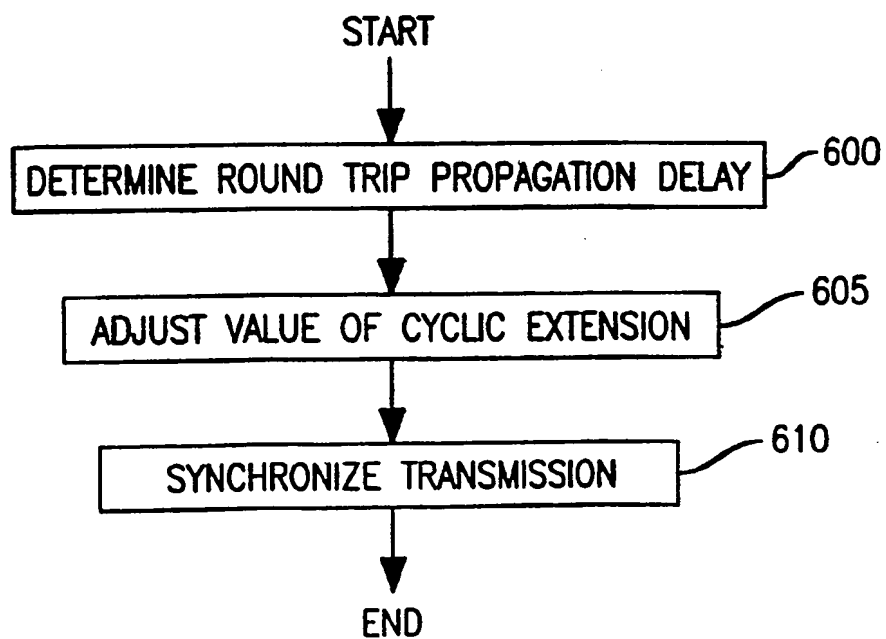 START
DETERMINE ROUND TRIP PROPAGATION DELAY
600
ADJUST VALUE OF CYCLIC EXTENSION
605
SYNCHRONIZE TRANSMISSION
610
END